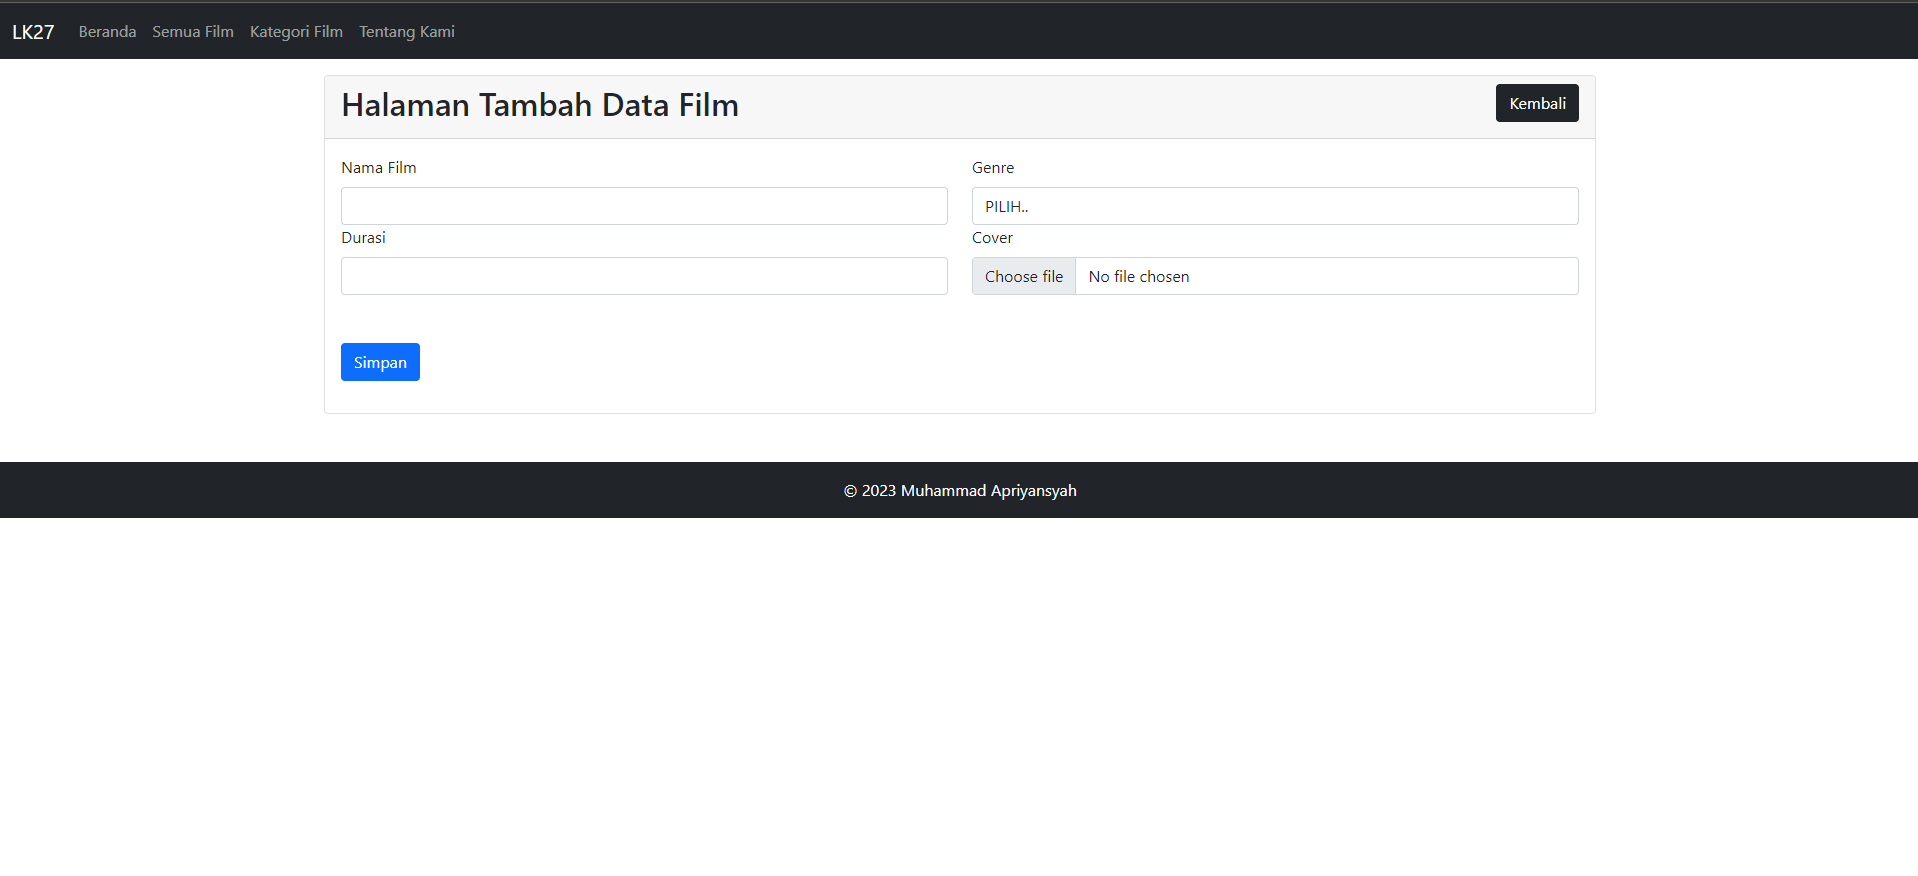 LK27 Beranda Semua Film Kategori Film Tentang Kami
Halaman Tambah Data Film Kembali
Nama Film Genre
PILIH..
Durasi Cover
Choose file No file chosen
Simpan
© 2023 Muhammad Apriyansyah